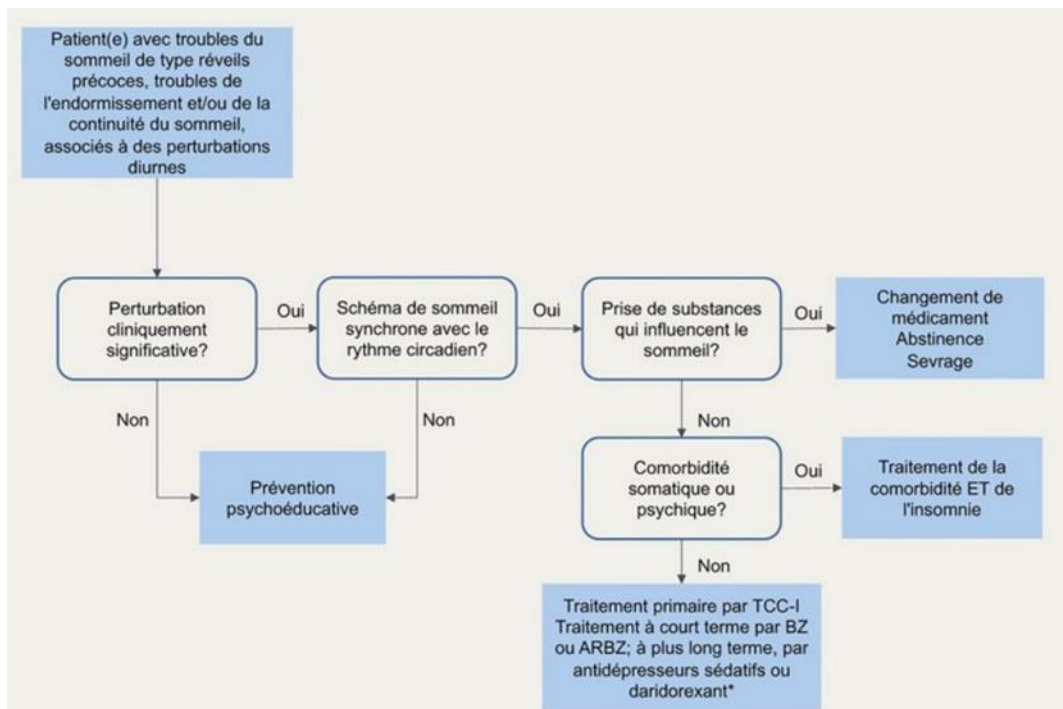 Patient(e) avec troubles du
sommeil de type réveils
précoces, troubles de
l'endormissement et/ou de la
continuité du sommeil,
associés à des perturbations
diurnes
Perturbation
cliniquement
significative?
Oui
Schéma de sommeil
synchrone avec le
rythme circadien?
Oui
Prise de substances
qui influencent le
sommeil?
Oui
Changement de
médicament
Abstinence
Sevrage
Non
Non
Non
Prévention
psychoéducative
Comorbidité
somatique ou
psychique?
Oui
Traitement de la
comorbidité ET de
l'insomnie
Non
Traitement primaire par TCC-I
Traitement à court terme par BZ
ou ARBZ; à plus long terme, par
antidépresseurs sédatifs ou
daridorexant*